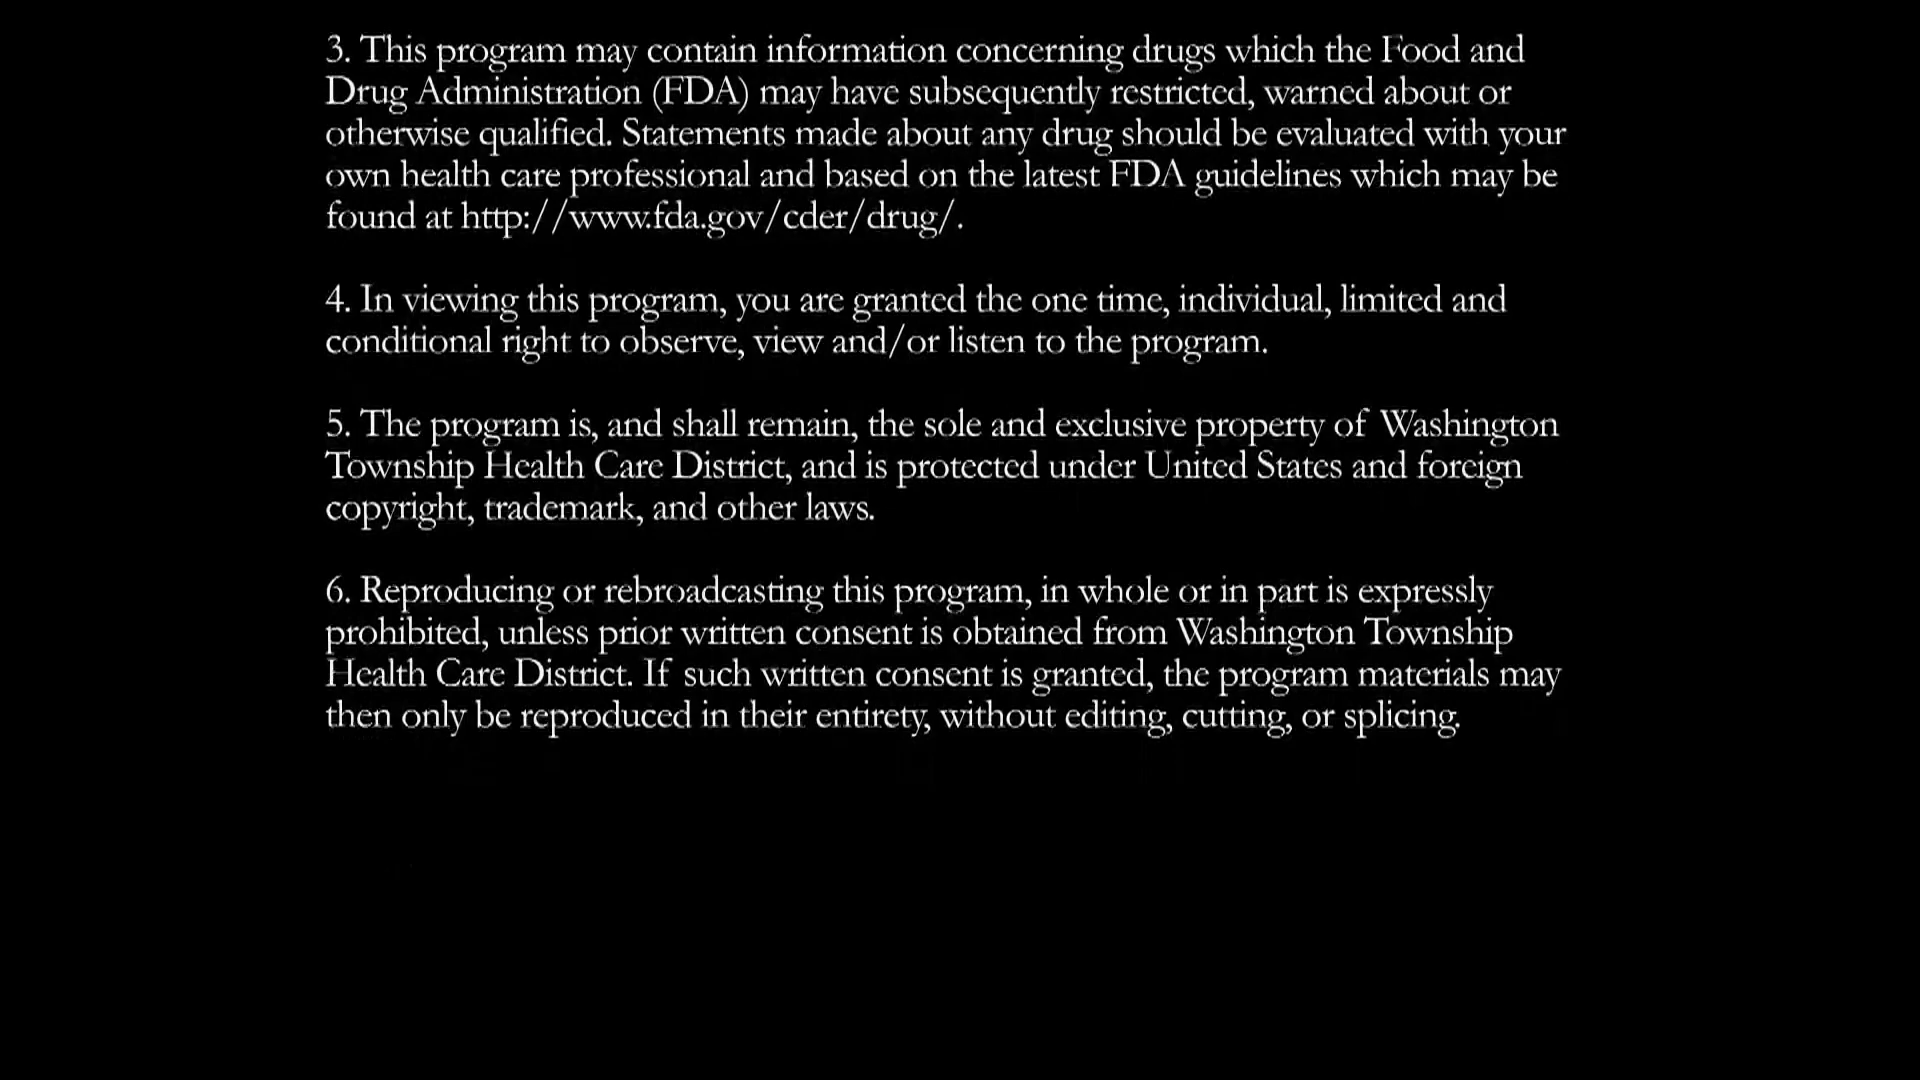 3. This program may contain information concerning drugs which the Food and
Drug Administration (FDA) may have subsequently restricted, warned about or
otherwise qualified. Statements made about any drug should be evaluated with your
own health care professional and based on the latest FDA guidelines which may be
found at http://www.fda.gov/cder/drug/.
4. In viewing this program, you are granted the one time, individual, limited and
conditional right to observe, view and/or listen to the program.
5. The program is, and shall remain, the sole and exclusive property of Washington
Township Health Care District, and is protected under United States and foreign
copyright, trademark, and other laws.
6. Reproducing or rebroadcasting this program, in whole or in part is expressly
prohibited, unless prior written consent is obtained from Washington Township
Health Care District. If such written consent is granted, the program materials may
then only be reproduced in their entirety, without editing, cutting, or splicing.